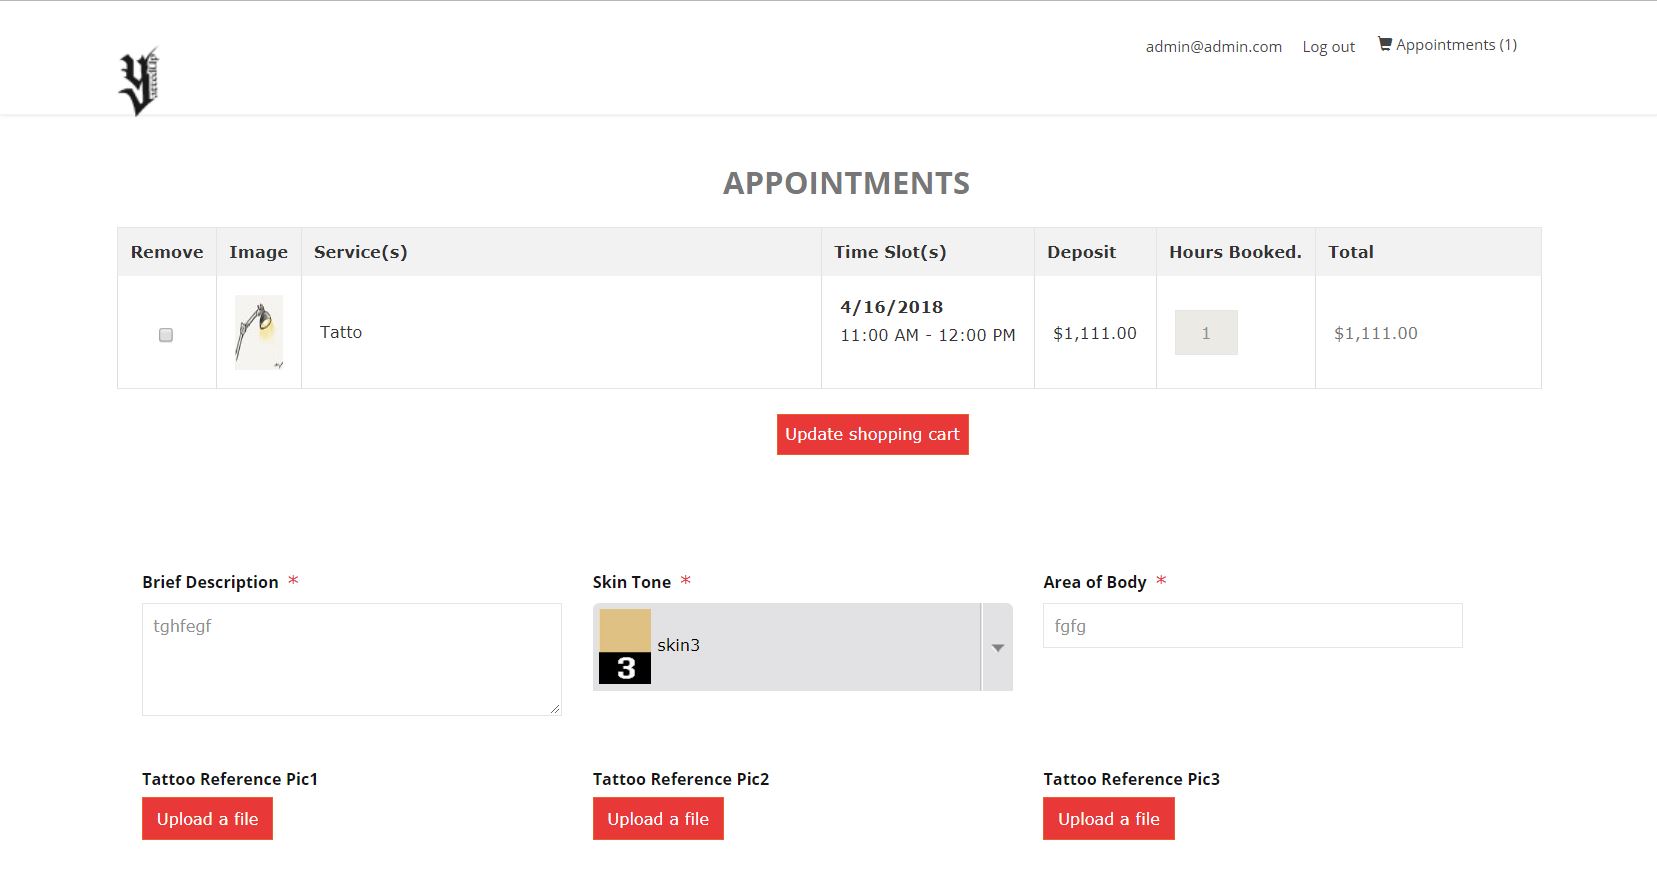 admin@admin.com Log out Appointments (1)
APPOINTMENTS
Remove Image Service(s) Time Slot(s) Deposit Hours Booked. Total
Tatto
4/16/2018
11:00 AM - 12:00 PM
$1,111.00
1
$1,111.00
Update shopping cart
Brief Description *
tghfegf
Skin Tone *
3
skin3
Area of Body *
fgfg
Tattoo Reference Pic1
Upload a file
Tattoo Reference Pic2
Upload a file
Tattoo Reference Pic3
Upload a file